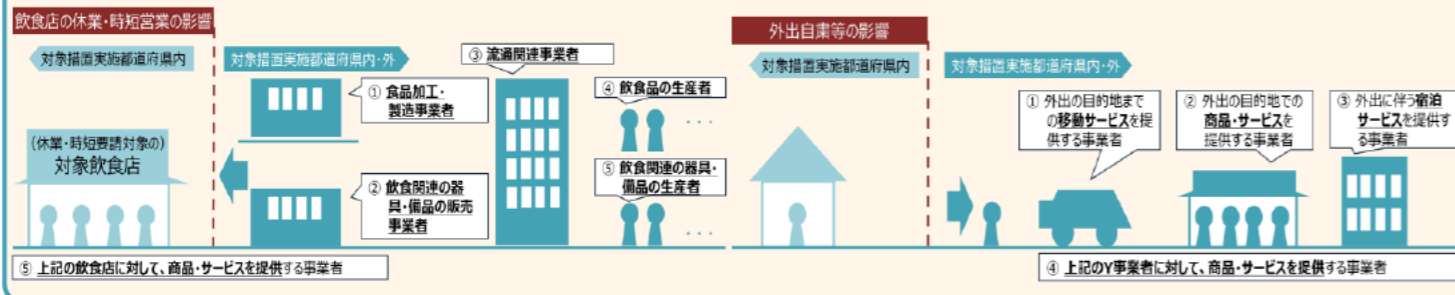 飲食店の休業・時短営業の影響
対象措置実施都道府県内
対象措置実施都道府県内・外
(休業・時短要請対象の)
対象飲食店
① 食品加工・
製造事業者
② 飲食関連の器
具・備品の販売
事業者
③ 流通関連事業者
④ 飲食品の生産者
・・・
⑤ 飲食関連の器具・
備品の生産者
・・・
⑤ 上記の飲食店に対して、商品・サービスを提供する事業者
外出自粛等の影響
対象措置実施都道府県内
対象措置実施都道府県内・外
① 外出の目的地まで
の移動サービスを提
供する事業者
② 外出の目的地での
商品・サービスを
提供する事業者
③ 外出に伴う宿泊
サービスを提供す
る事業者
④ 上記のY事業者に対して、商品・サービスを提供する事業者